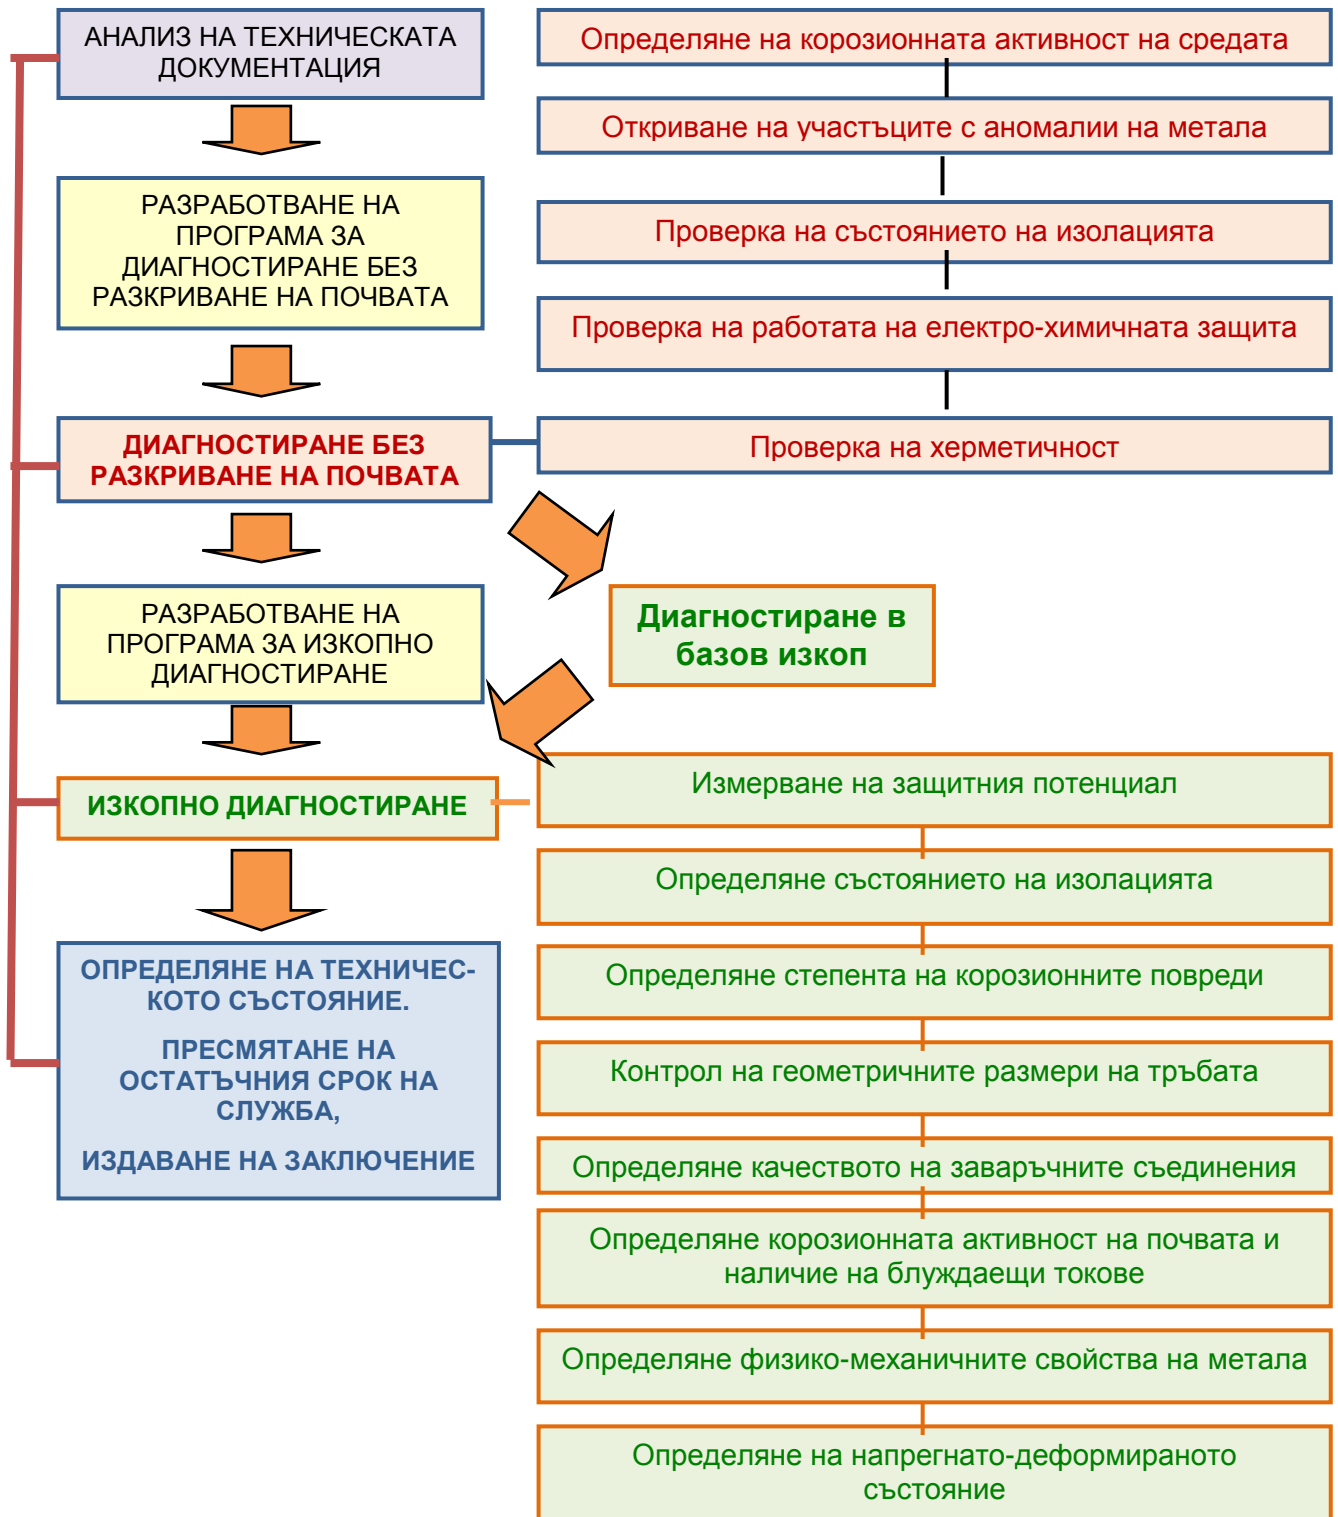 АНАЛИЗ НА ТЕХНИЧЕСКАТА
ДОКУМЕНТАЦИЯ
РАЗРАБОТВАНЕ НА
ПРОГРАМА ЗА
ДИАГНОСТИРАНЕ БЕЗ
РАЗКРИВАНЕ НА ПОЧВАТА
ДИАГНОСТИРАНЕ БЕЗ
РАЗКРИВАНЕ НА ПОЧВАТА
РАЗРАБОТВАНЕ НА
ПРОГРАМА ЗА ИЗКОПНО
ДИАГНОСТИРАНЕ
ИЗКОПНО ДИАГНОСТИРАНЕ
ОПРЕДЕЛЯНЕ НА ТЕХНИЧЕС-
КОТО СЪСТОЯНИЕ.
ПРЕСМЯТАНЕ НА
ОСТАТЪЧНИЯ СРОК НА
СЛУЖБА,
ИЗДАВАНЕ НА ЗАКЛЮЧЕНИЕ
Определяне на корозионната активност на средата
Откриване на участъците с аномалии на метала
Проверка на състоянието на изолацията
Проверка на работата на електро-химичната защита
Проверка на херметичност
Диагностиране в
базов изкоп
Измерване на защитния потенциал
Определяне състоянието на изолацията
Определяне степента на корозионните повреди
Контрол на геометричните размери на тръбата
Определяне качеството на заваръчните съединения
Определяне корозионната активност на почвата и
наличие на блуждаещи токове
Определяне физико-механичните свойства на метала
Определяне на напрегнато-деформираното
състояние